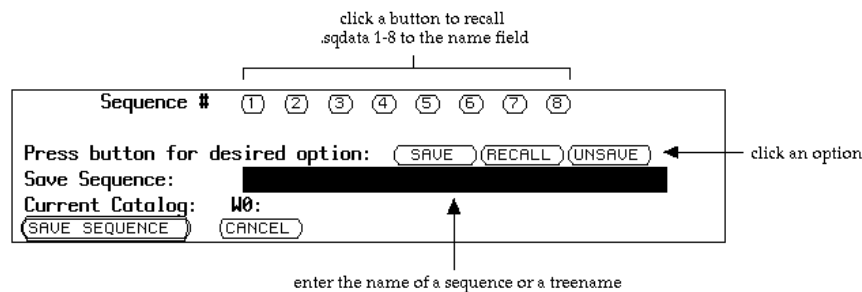 click a button to recall
.sqdata 1-8 to the name field
Sequence # 1 2 3 4 5 6 7 8
Press button for desired option: SAVE RECALL UNSAVE
click an option
Save Sequence:
Current Catalog: W0:
SAVE SEQUENCE CANCEL
enter the name of a sequence or a treename